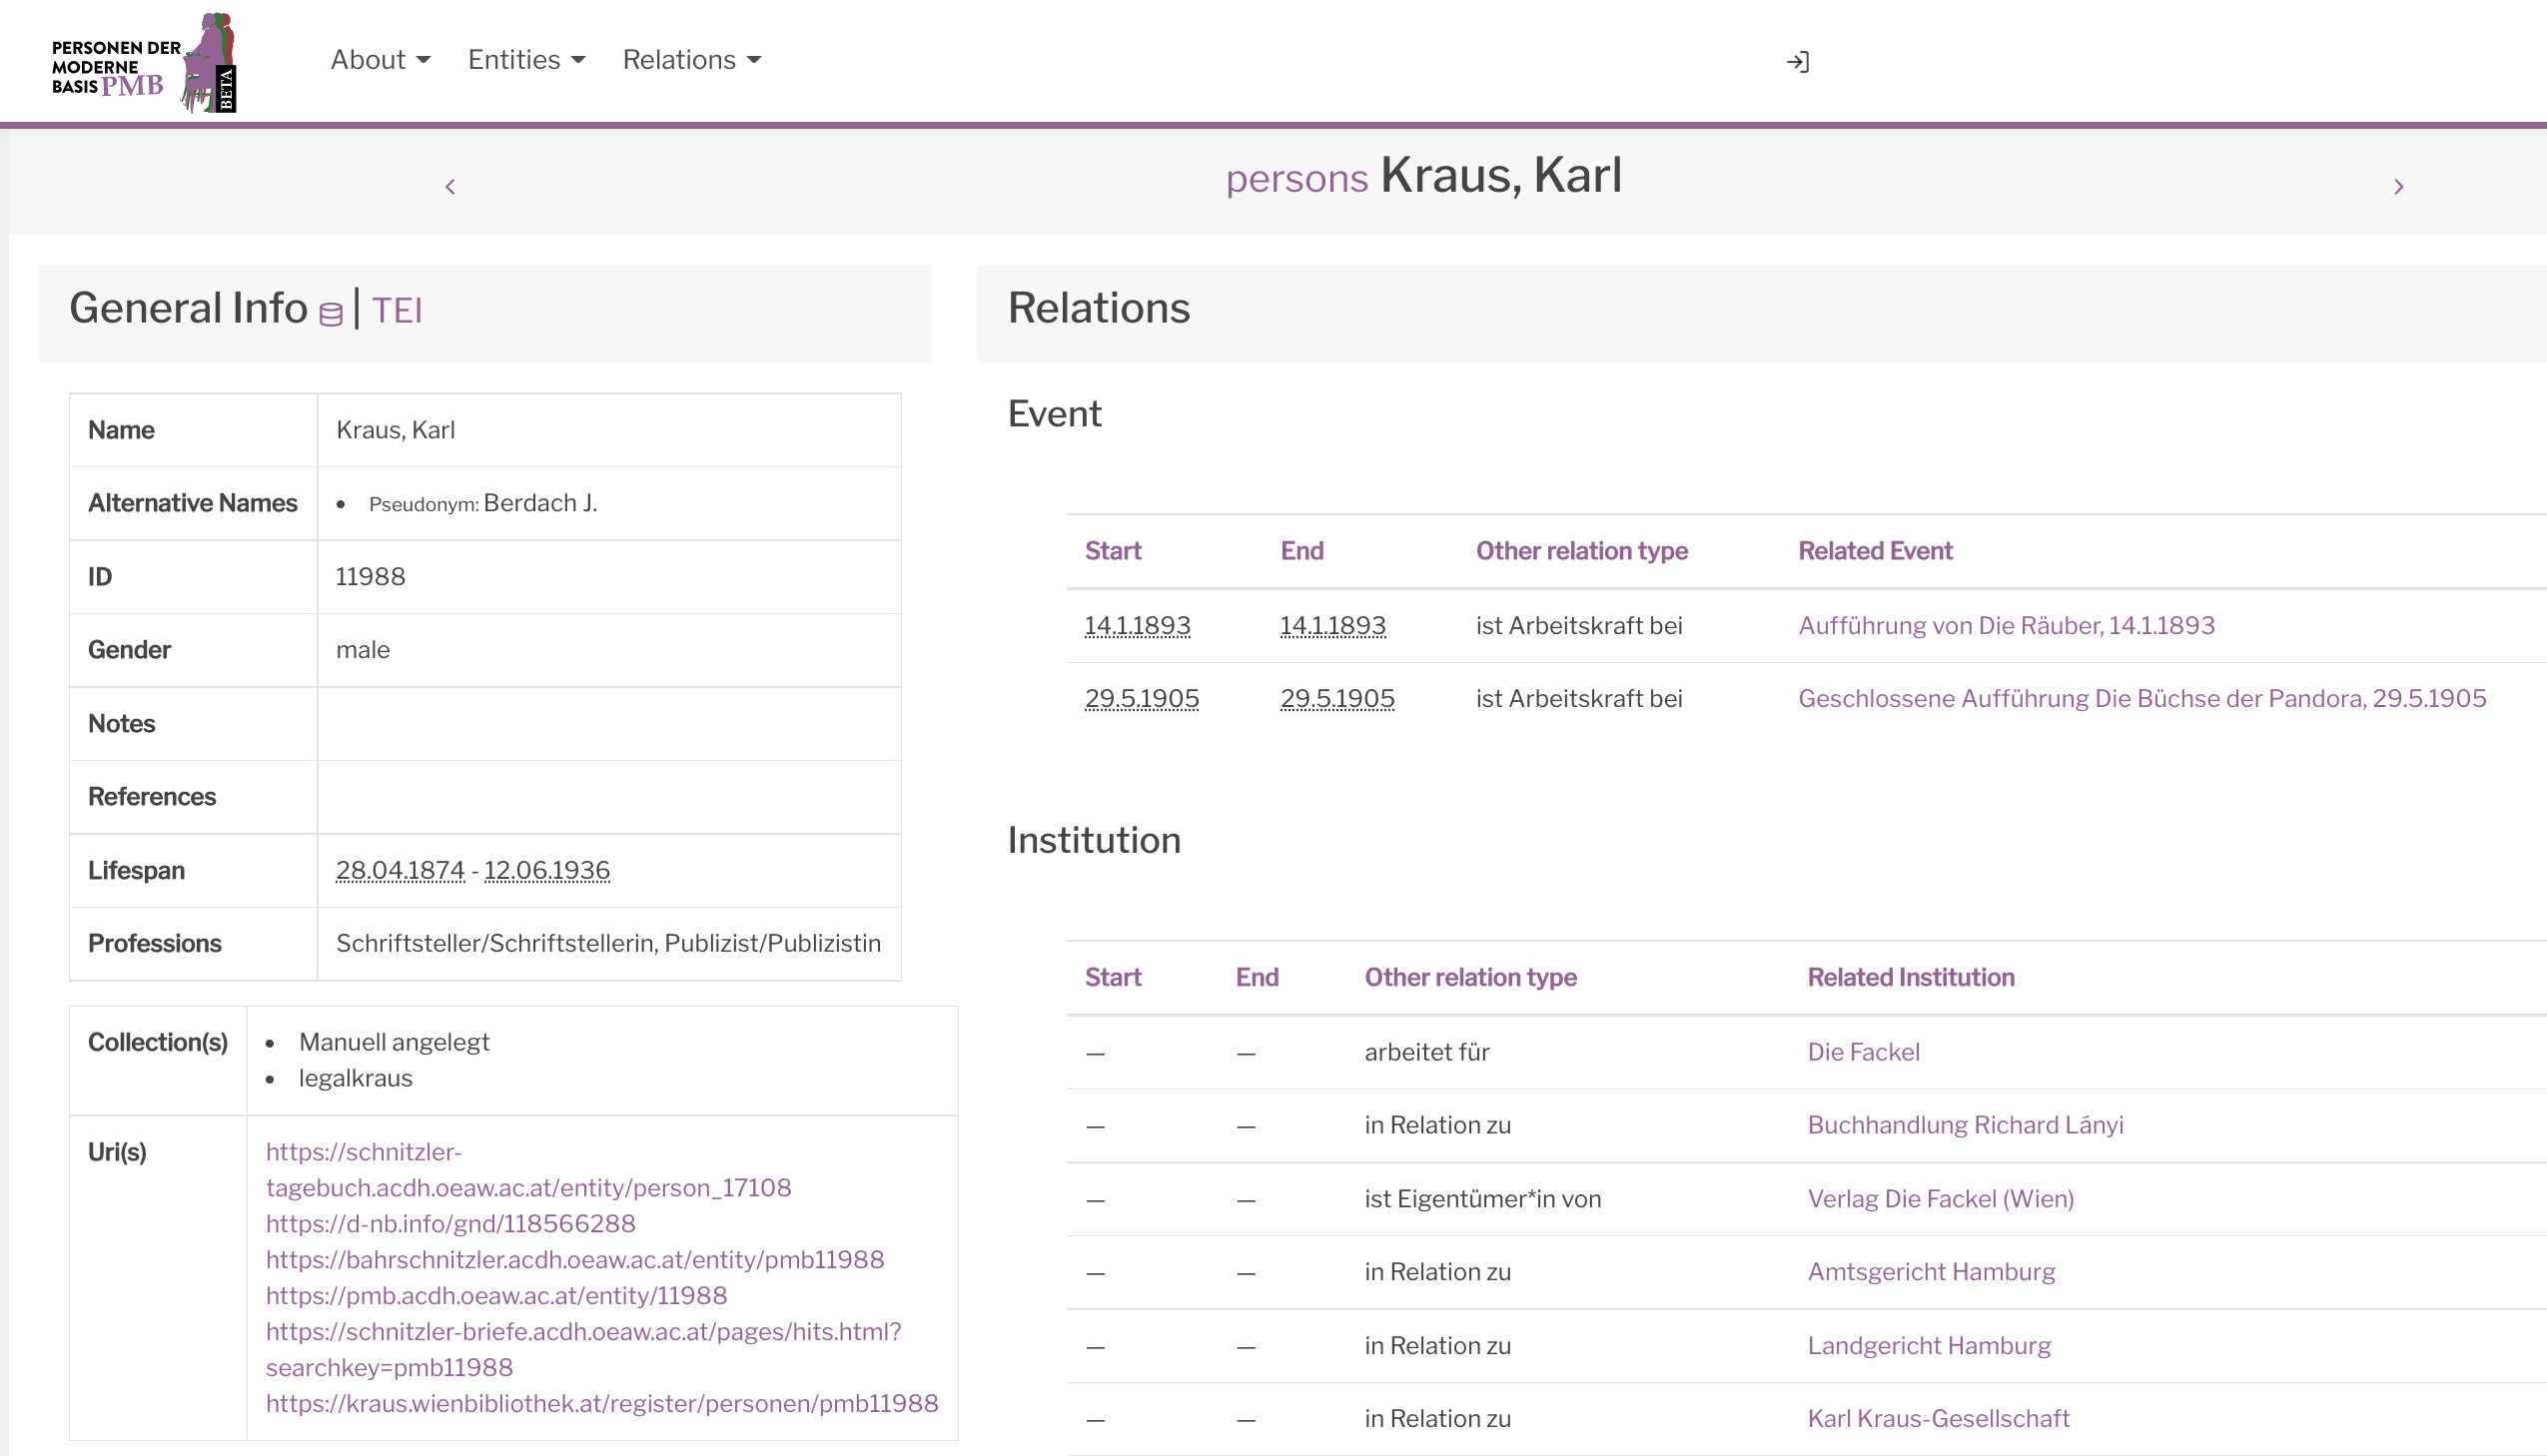 PERSONEN DER
MODERNE
BASIS PMB
BETA
About
Entities
Relations
persons Kraus, Karl
General Info | TEI
Name
Kraus, Karl
Alternative Names
• Pseudonym: Berdach J.
ID
11988
Gender
male
Notes
References
Lifespan
28.04.1874 - 12.06.1936
Professions
Schriftsteller/Schriftstellerin, Publizist/Publizistin
Collection(s)
• Manuell angelegt
• legalkraus
Uri(s)
https://schnitzler-
tagebuch.acdh.oeaw.ac.at/entity/person_17108
https://d-nb.info/gnd/118566288
https://bahrschnitzler.acdh.oeaw.ac.at/entity/pmb11988
https://pmb.acdh.oeaw.ac.at/entity/11988
https://schnitzler-briefe.acdh.oeaw.ac.at/pages/hits.html?
searchkey=pmb11988
https://kraus.wienbibliothek.at/register/personen/pmb11988
Relations
Event
Start End Other relation type Related Event
14.1.1893 14.1.1893 ist Arbeitskraft bei Aufführung von Die Räuber, 14.1.1893
29.5.1905 29.5.1905 ist Arbeitskraft bei Geschlossene Aufführung Die Büchse der Pandora, 29.5.1905
Institution
Start End Other relation type Related Institution
— — arbeitet für Die Fackel
— — in Relation zu Buchhandlung Richard Lányi
— — ist Eigentümer*in von Verlag Die Fackel (Wien)
— — in Relation zu Amtsgericht Hamburg
— — in Relation zu Landgericht Hamburg
— — in Relation zu Karl Kraus-Gesellschaft